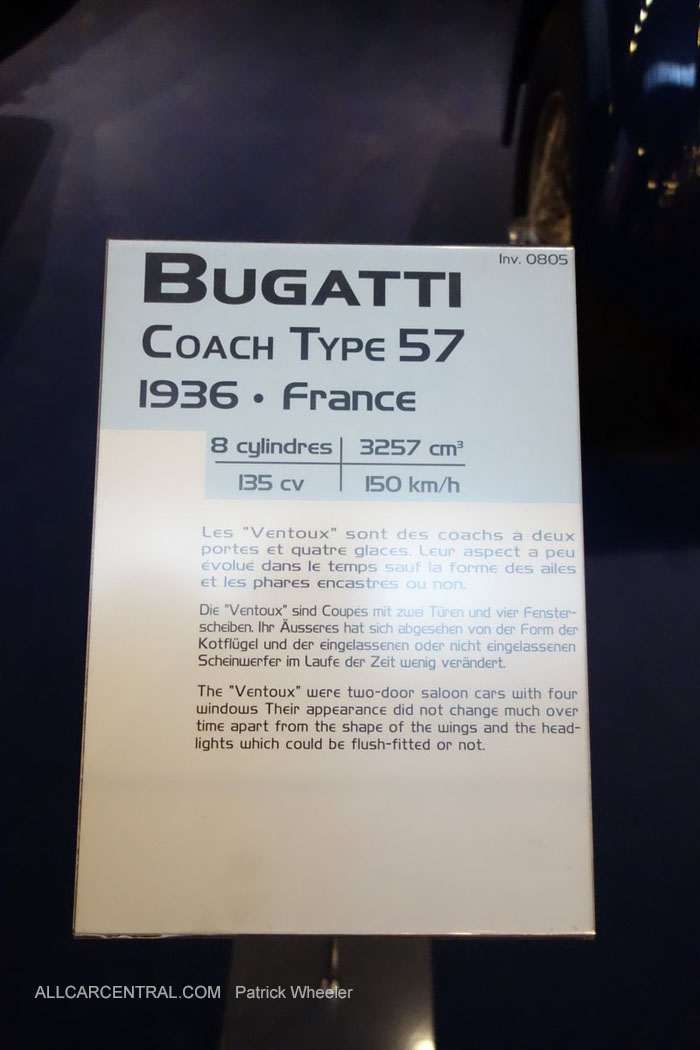 Inv. 0805
BUGATTI
COACH TYPE 57
1936 • France
8 cylindres | 3257 cm³
135 cv | 150 km/h
Les "Ventoux" sont des coachs à deux
portes et quatre glaces. Leur aspect a peu
évolué dans le temps sauf la forme des ailes
et les phares encastrés ou non.
Die "Ventoux" sind Coupés mit zwei Türen und vier Fenster-
scheiben. Ihr Äusseres hat sich abgesehen von der Form der
Kotflügel und der eingelassenen oder nicht eingelassenen
Scheinwerfer im Laufe der Zeit wenig verändert.
The "Ventoux" were two-door saloon cars with four
windows Their appearance did not change much over
time apart from the shape of the wings and the head-
lights which could be flush-fitted or not.
ALLCARCENTRAL.COM Patrick Wheeler